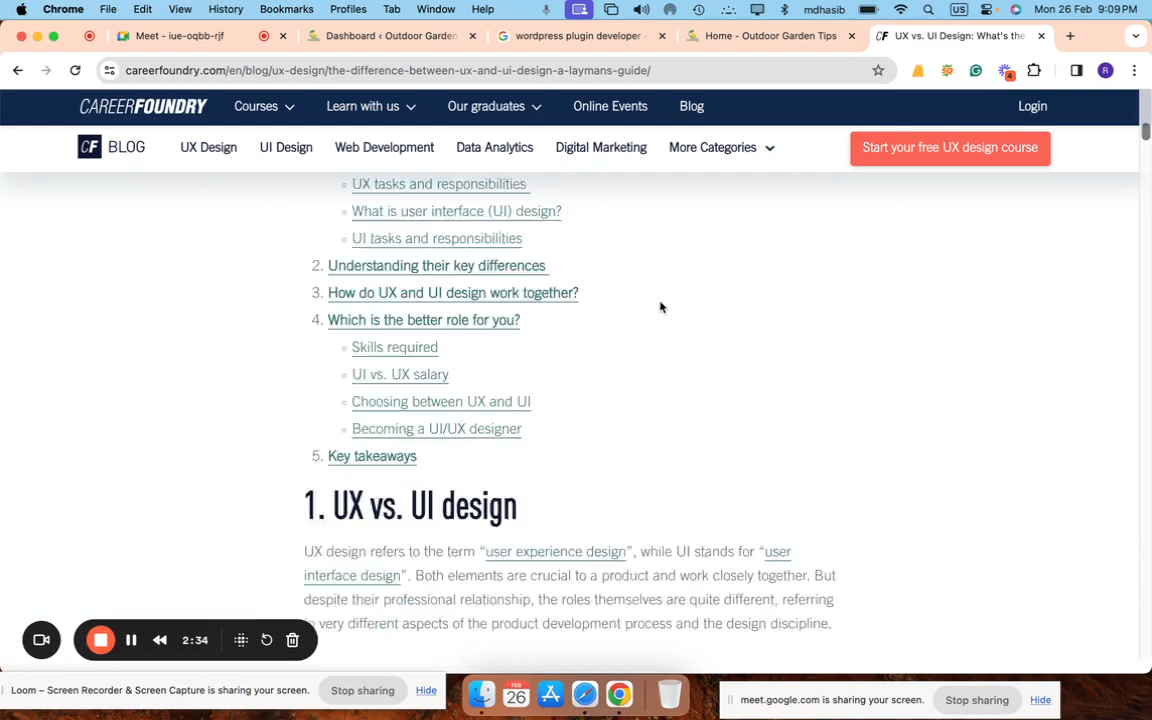 Chrome File Edit View History Bookmarks Profiles Tab Window Help mdhasib US Mon 26 Feb 9:09 PM
Meet - iue-oqbb-rjf Dashboard ‹ Outdoor Garden wordpress plugin developer - Home - Outdoor Garden Tips CF UX vs. UI Design: What's the
careerfoundry.com/en/blog/ux-design/the-difference-between-ux-and-ui-design-a-laymans-guide/ 4 R
CAREERFOUNDRY Courses Learn with us Our graduates Online Events Blog Login
CF BLOG UX Design UI Design Web Development Data Analytics Digital Marketing More Categories Start your free UX design course
UX tasks and responsibilities
What is user interface (UI) design?
UI tasks and responsibilities
2. Understanding their key differences
3. How do UX and UI design work together?
4. Which is the better role for you?
Skills required
UI vs. UX salary
Choosing between UX and UI
Becoming a UI/UX designer
5. Key takeaways
1. UX vs. UI design
UX design refers to the term “user experience design”, while UI stands for “user
interface design”. Both elements are crucial to a product and work closely together. But
despite their professional relationship, the roles themselves are quite different, referring
very different aspects of the product development process and the design discipline.
2:34
Loom – Screen Recorder & Screen Capture is sharing your screen. Stop sharing Hide
FEB 26
meet.google.com is sharing your screen. Stop sharing Hide